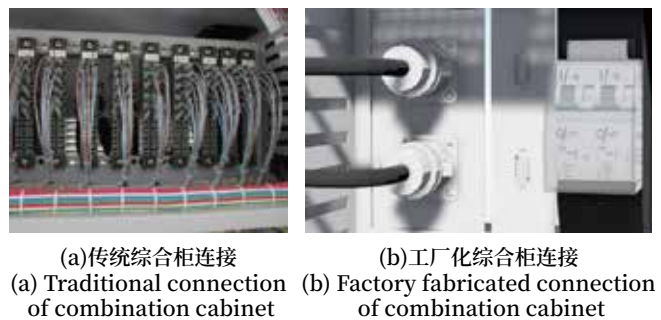 (a)传统综合柜连接
(a) Traditional connection
of combination cabinet
(b)工厂化综合柜连接
(b) Factory fabricated connection
of combination cabinet